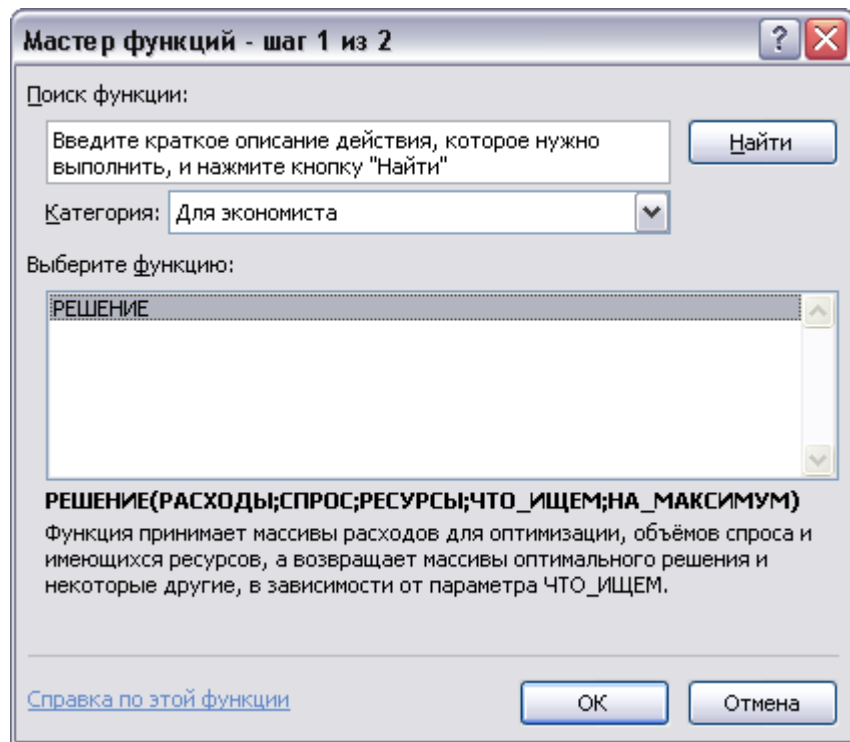 Мастер функций - шаг 1 из 2
Поиск функции:
Введите краткое описание действия, которое нужно
выполнить, и нажмите кнопку "Найти"
Найти
Категория: Для экономиста
Выберите функцию:
РЕШЕНИЕ
РЕШЕНИЕ(РАСХОДЫ;СПРОС;РЕСУРСЫ;ЧТО_ИЩЕМ;НА_МАКСИМУМ)
Функция принимает массивы расходов для оптимизации, объёмов спроса и
имеющихся ресурсов, а возвращает массивы оптимального решения и
некоторые другие, в зависимости от параметра ЧТО_ИЩЕМ.
Справка по этой функции
ОК
Отмена